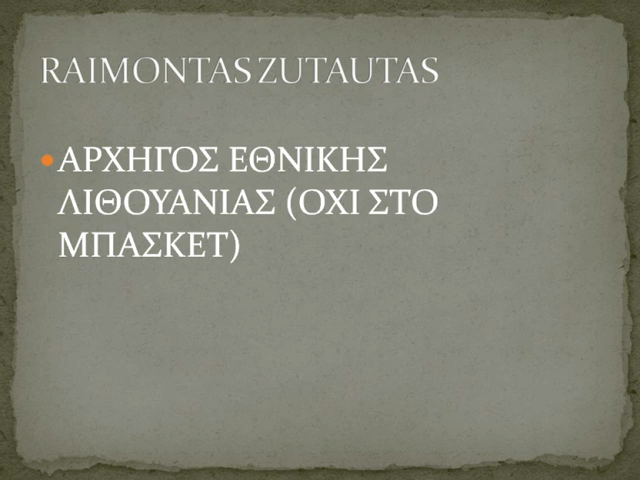 RAIMONTAS ZUTAUTAS
• ΑΡΧΗΓΟΣ ΕΘΝΙΚΗΣ
ΛΙΘΟΥΑΝΙΑΣ (ΟΧΙ ΣΤΟ
ΜΠΑΣΚΕΤ)